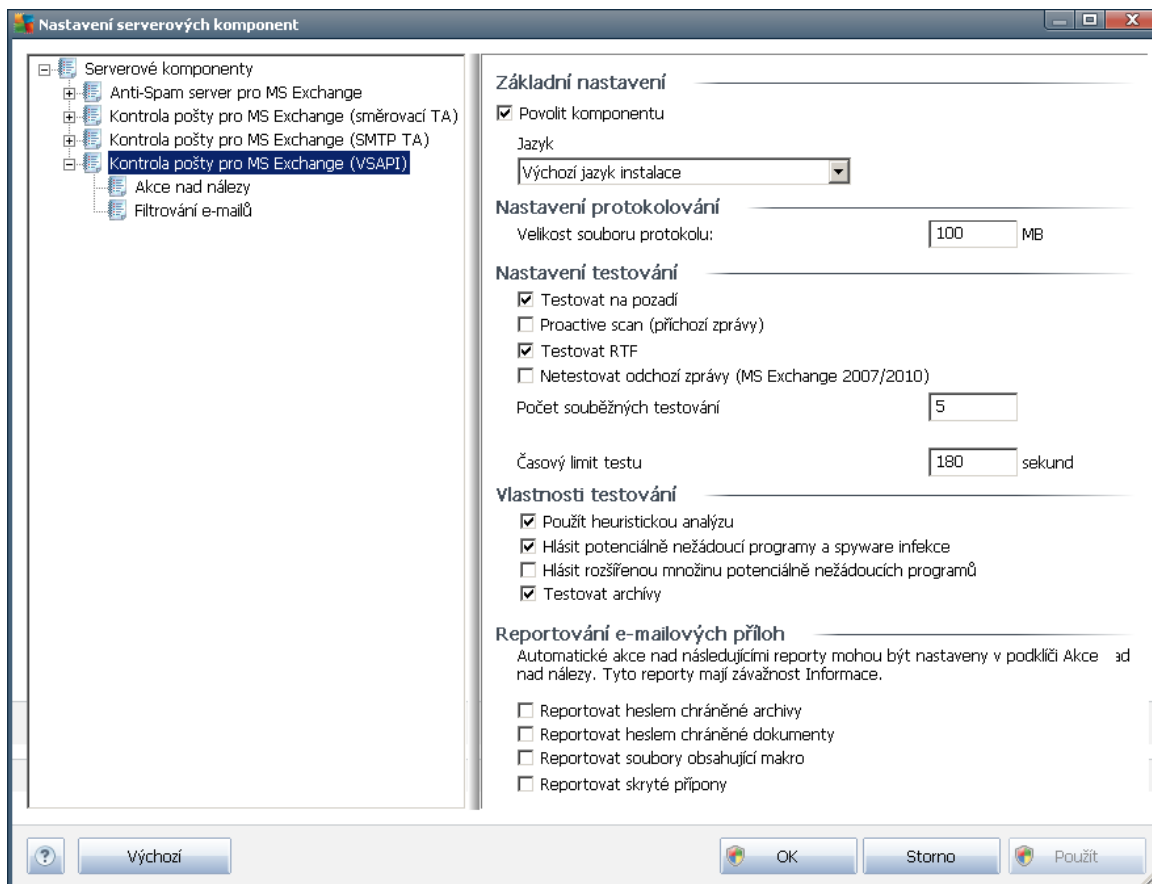 Nastavení serverových komponent
Serverové komponenty
Anti-Spam server pro MS Exchange
Kontrola pošty pro MS Exchange (směrovací TA)
Kontrola pošty pro MS Exchange (SMTP TA)
Kontrola pošty pro MS Exchange (VSAPI)
Akce nad nálezy
Filtrování e-mailů
Základní nastavení
Povolit komponentu
Jazyk
Výchozí jazyk instalace
Nastavení protokolování
Velikost souboru protokolu: 100 MB
Nastavení testování
Testovat na pozadí
Proactive scan (příchozí zprávy)
Testovat RTF
Netestovat odchozí zprávy (MS Exchange 2007/2010)
Počet souběžných testování 5
Časový limit testu 180 sekund
Vlastnosti testování
Použít heuristickou analýzu
Hlásit potenciálně nežádoucí programy a spyware infekce
Hlásit rozšířenou množinu potenciálně nežádoucích programů
Testovat archívy
Reportování e-mailových příloh
Automatické akce nad následujícími reporty mohou být nastaveny v podklíči Akce ad
nad nálezy. Tyto reporty mají závažnost Informace.
Reportovat heslem chráněné archivy
Reportovat heslem chráněné dokumenty
Reportovat soubory obsahující makro
Reportovat skryté přípony
? Výchozí OK Storno Použít